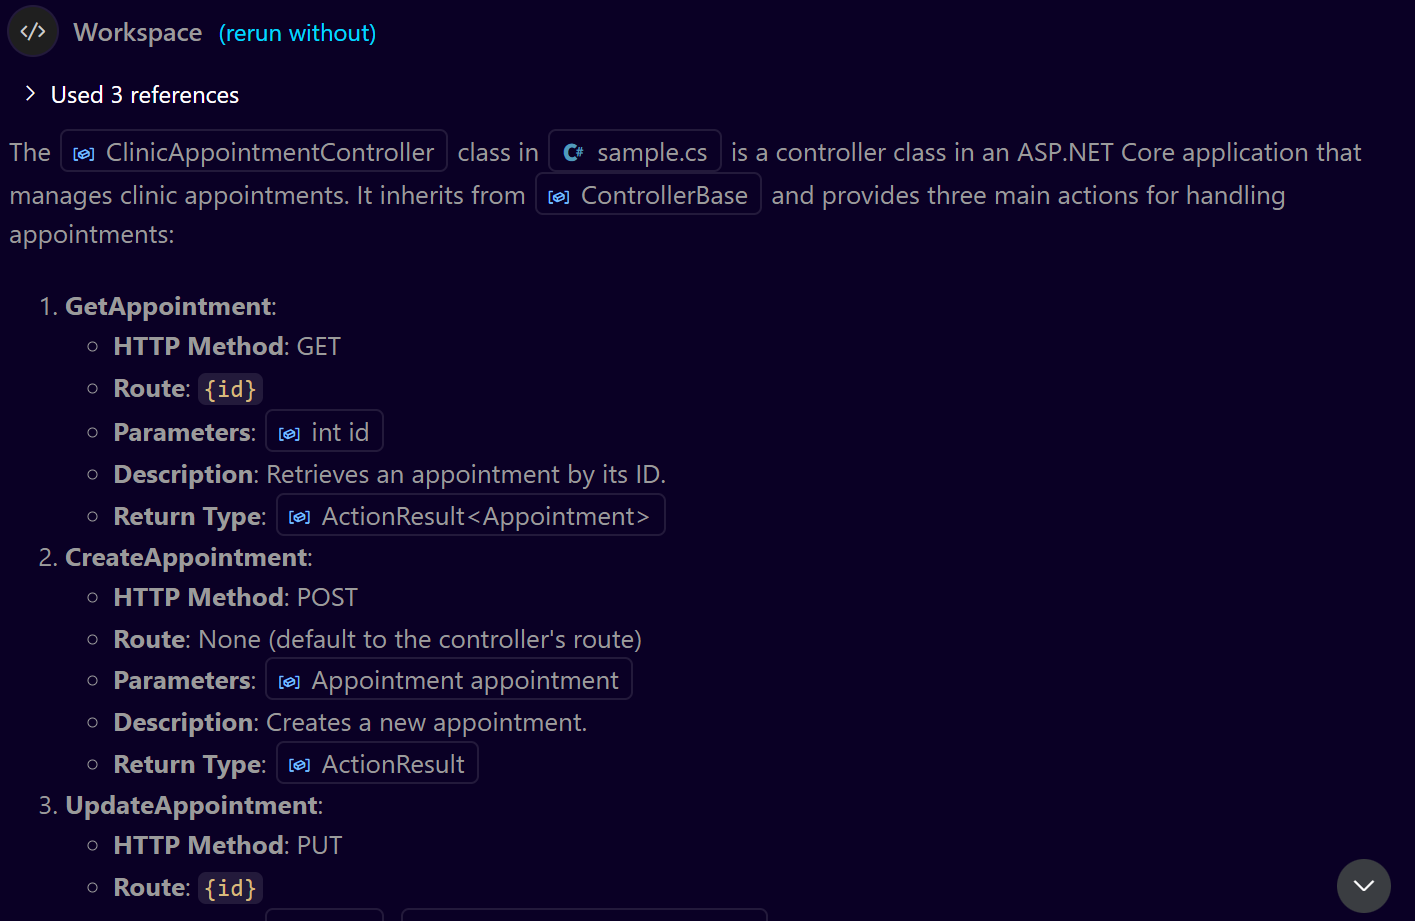 </> Workspace (rerun without)
> Used 3 references
The ClinicAppointmentController class in C# sample.cs is a controller class in an ASP.NET Core application that
manages clinic appointments. It inherits from ControllerBase and provides three main actions for handling
appointments:
1. GetAppointment:
HTTP Method: GET
Route: {id}
Parameters: int id
Description: Retrieves an appointment by its ID.
Return Type: ActionResult<Appointment>
2. CreateAppointment:
HTTP Method: POST
Route: None (default to the controller's route)
Parameters: Appointment appointment
Description: Creates a new appointment.
Return Type: ActionResult
3. UpdateAppointment:
HTTP Method: PUT
Route: {id}